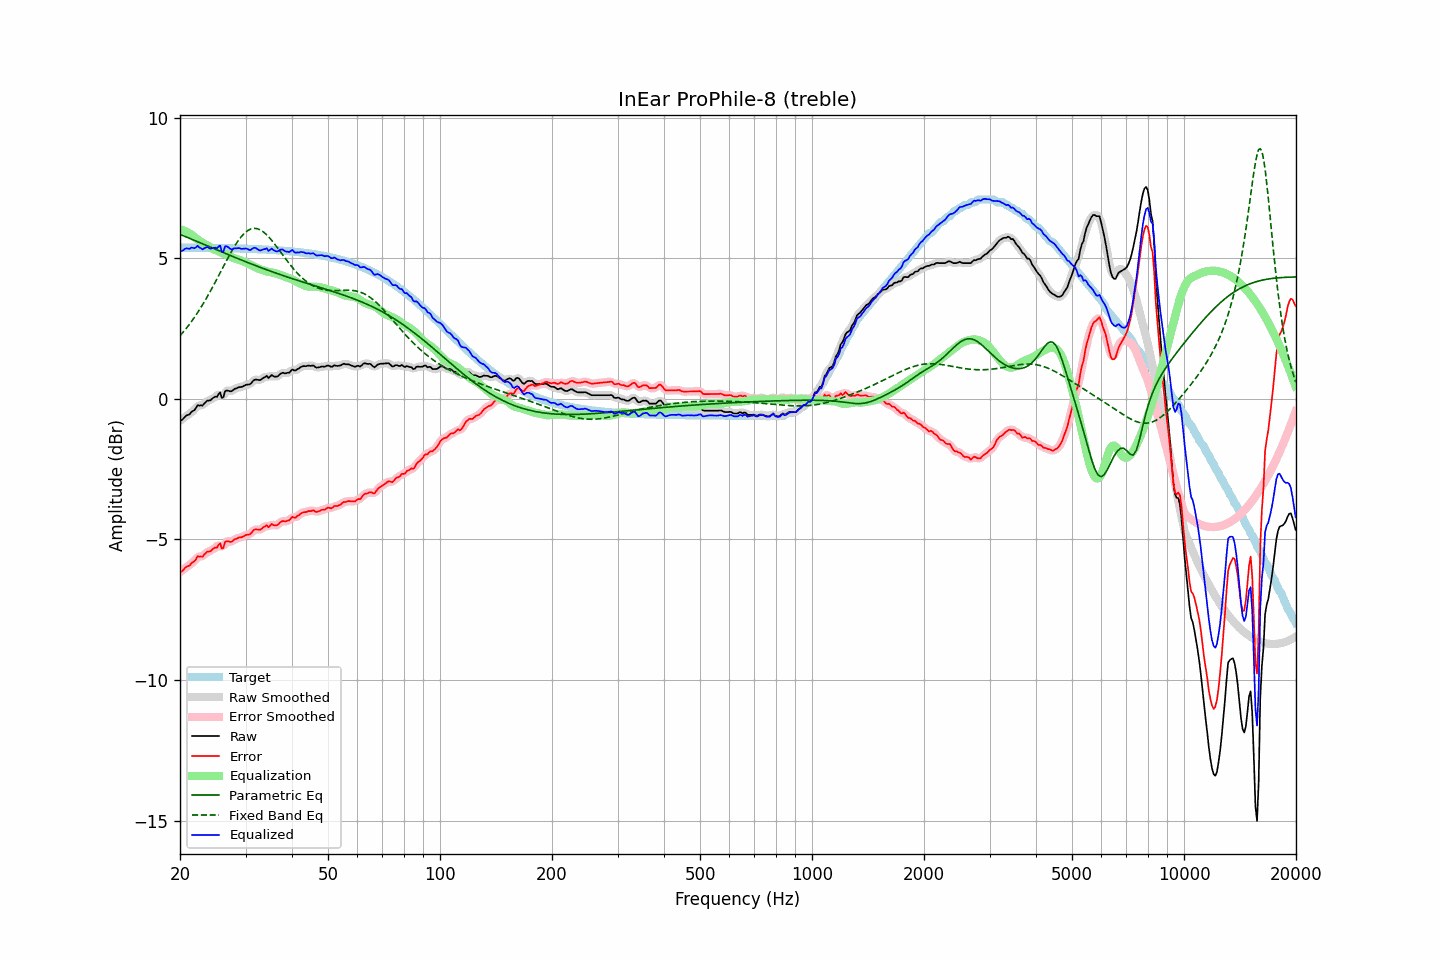 InEar ProPhile-8 (treble)
10
5
0
−5
−10
−15
Amplitude (dBr)
Target
Raw Smoothed
Error Smoothed
Raw
Error
Equalization
Parametric Eq
Fixed Band Eq
Equalized
20 50 100 200 500 1000 2000 5000 10000 20000
Frequency (Hz)